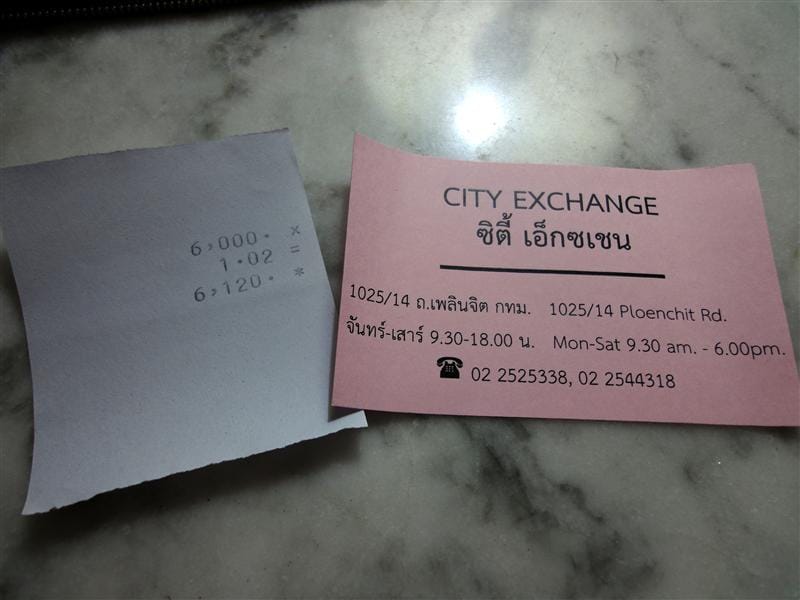 6,000. x
1.02 =
6,120. *
CITY EXCHANGE
ซิตี้ เอ็กซเชน
1025/14 ถ.เพลินจิต กทม. 1025/14 Ploenchit Rd.
จันทร์-เสาร์ 9.30-18.00 น. Mon-Sat 9.30 am. - 6.00pm.
☎ 02 2525338, 02 2544318